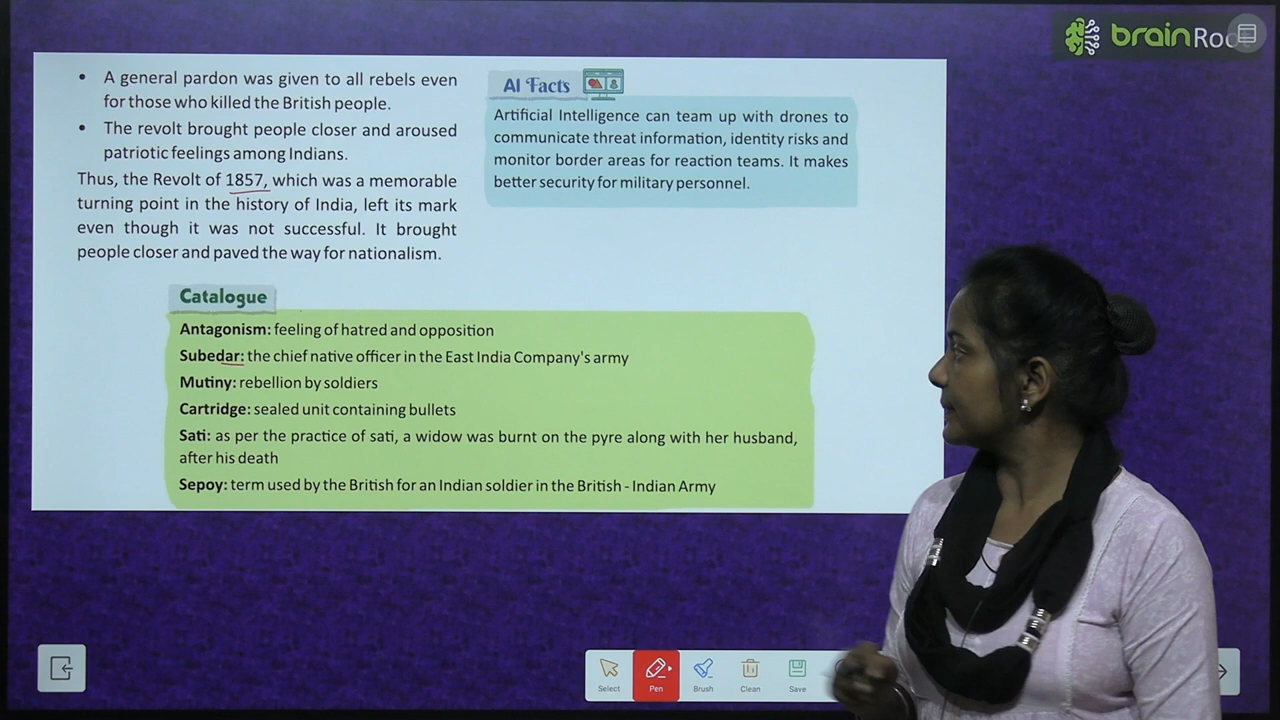 brainRo
• A general pardon was given to all rebels even
for those who killed the British people.
• The revolt brought people closer and aroused
patriotic feelings among Indians.
Thus, the Revolt of 1857, which was a memorable
turning point in the history of India, left its mark
even though it was not successful. It brought
people closer and paved the way for nationalism.
AI Facts
Artificial Intelligence can team up with drones to
communicate threat information, identity risks and
monitor border areas for reaction teams. It makes
better security for military personnel.
Catalogue
Antagonism: feeling of hatred and opposition
Subedar: the chief native officer in the East India Company's army
Mutiny: rebellion by soldiers
Cartridge: sealed unit containing bullets
Sati: as per the practice of sati, a widow was burnt on the pyre along with her husband,
after his death
Sepoy: term used by the British for an Indian soldier in the British - Indian Army
Select Pen Brush Clean Save